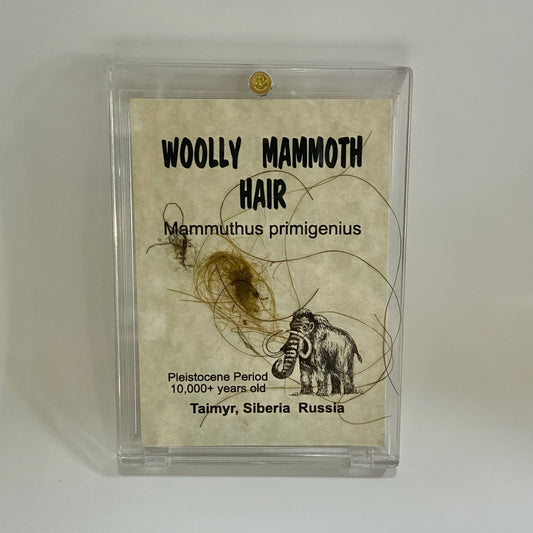 WOOLLY MAMMOTH
HAIR
Mammuthus primigenius
Pleistocene Period
10,000+ years old
Taimyr, Siberia Russia